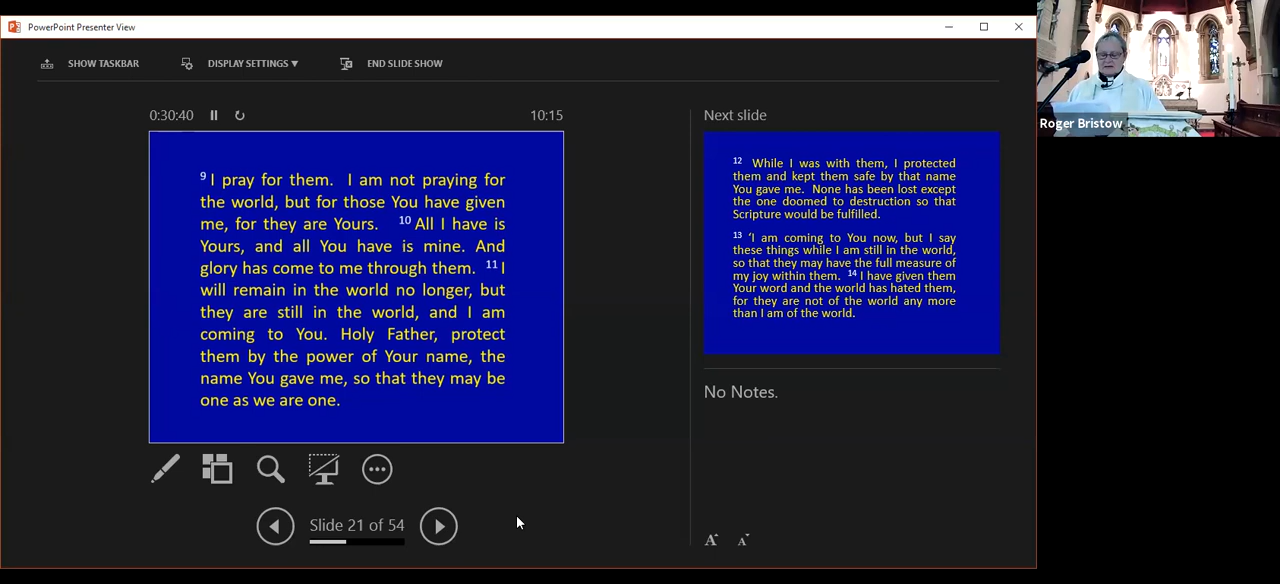 PowerPoint Presenter View
SHOW TASKBAR
DISPLAY SETTINGS ▼
END SLIDE SHOW
0:30:40
10:15
9 I pray for them. I am not praying for
the world, but for those You have given
me, for they are Yours. 10 All I have is
Yours, and all You have is mine. And
glory has come to me through them. 11 I
will remain in the world no longer, but
they are still in the world, and I am
coming to You. Holy Father, protect
them by the power of Your name, the
name You gave me, so that they may be
one as we are one.
Slide 21 of 54
Next slide
12 While I was with them, I protected
them and kept them safe by that name
You gave me. None has been lost except
the one doomed to destruction so that
Scripture would be fulfilled.
13 'I am coming to You now, but I say
these things while I am still in the world,
so that they may have the full measure of
my joy within them. 14 I have given them
Your word and the world has hated them,
for they are not of the world any more
than I am of the world.
No Notes.
A A
Roger Bristow